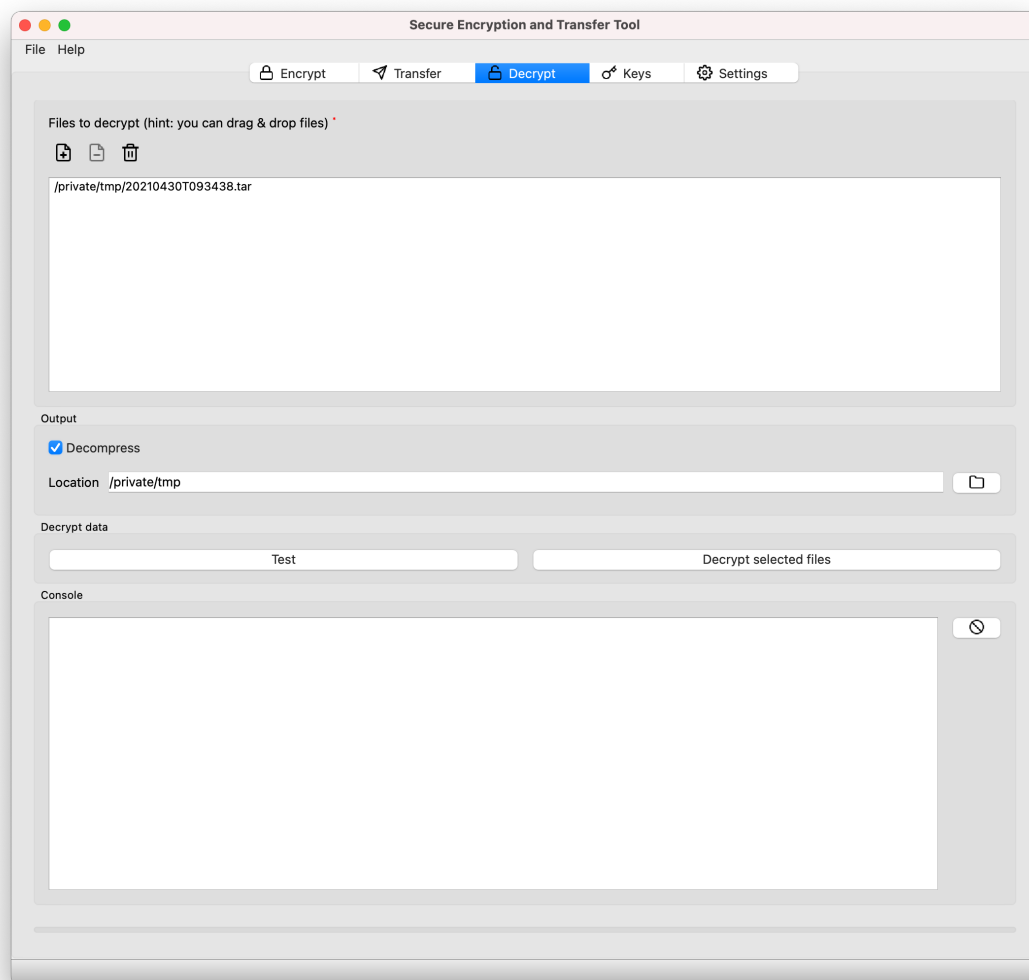 Secure Encryption and Transfer Tool
File Help
Encrypt Transfer Decrypt Keys Settings
Files to decrypt (hint: you can drag & drop files) *
/private/tmp/20210430T093438.tar
Output
Decompress
Location /private/tmp
Decrypt data
Test Decrypt selected files
Console